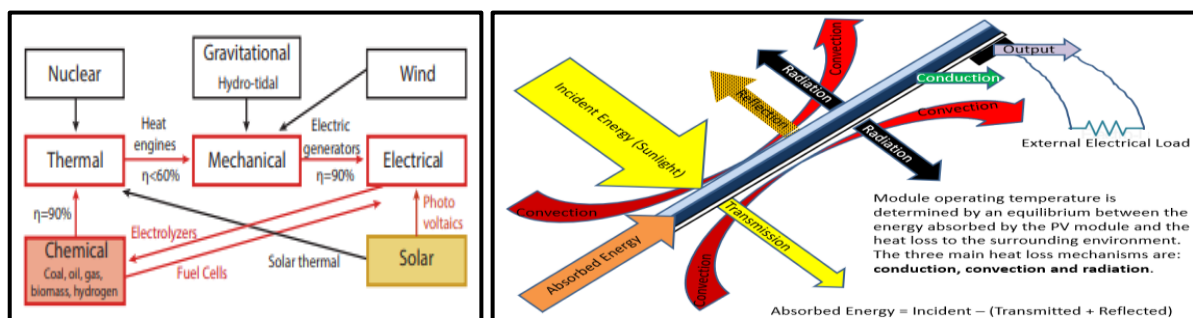 Nuclear
Gravitational
Hydro-tidal
Wind
Thermal
Heat
engines
η<60%
Mechanical
Electric
generators
η=90%
Electrical
η=90%
Electrolyzers
Fuel Cells
Photo
voltaics
Chemical
Coal, oil, gas,
biomass, hydrogen
Solar thermal
Solar
Incident Energy (Sunlight)
Reflection
Radiation
Convection
Output
Conduction
Convection
Radiation
External Electrical Load
Convection
Absorbed Energy
Transmission
Convection
Module operating temperature is
determined by an equilibrium between the
energy absorbed by the PV module and the
heat loss to the surrounding environment.
The three main heat loss mechanisms are:
conduction, convection and radiation.
Absorbed Energy = Incident – (Transmitted + Reflected)